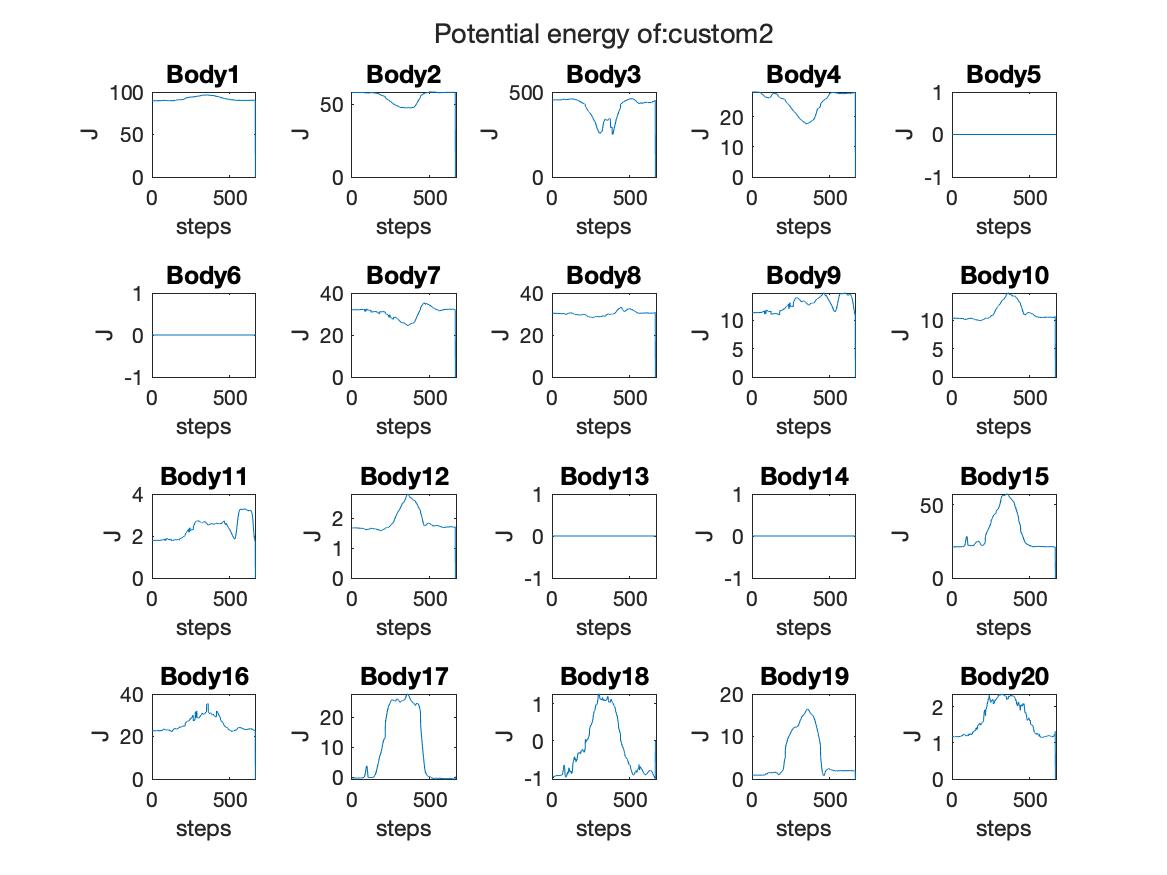 Potential energy of:custom2
Body1 Body2 Body3 Body4 Body5
100
50
0
J
0 500
steps
50
0
J
0 500
steps
500
0
J
0 500
steps
20
10
0
J
0 500
steps
1
0
-1
J
0 500
steps
Body6 Body7 Body8 Body9 Body10
1
0
-1
J
0 500
steps
40
20
0
J
0 500
steps
40
20
0
J
0 500
steps
10
5
0
J
0 500
steps
10
5
0
J
0 500
steps
Body11 Body12 Body13 Body14 Body15
4
2
0
J
0 500
steps
2
1
0
J
0 500
steps
1
0
-1
J
0 500
steps
1
0
-1
J
0 500
steps
50
0
J
0 500
steps
Body16 Body17 Body18 Body19 Body20
40
20
0
J
0 500
steps
20
10
0
J
0 500
steps
1
0
-1
J
0 500
steps
20
10
0
J
0 500
steps
2
1
0
J
0 500
steps